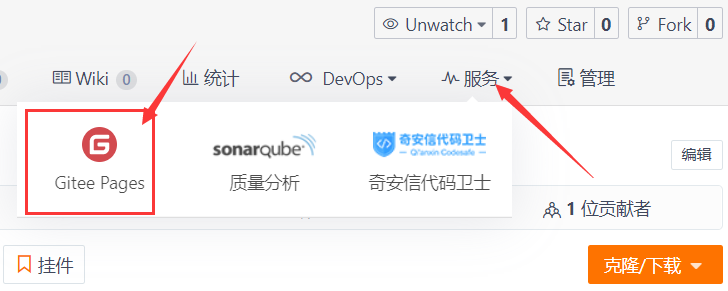 Unwatch 1 Star 0 Fork 0
0 Wiki 0 统计 DevOps 服务 管理
G sonarqube 奇安信代码卫士
Qi'anxin Codesafe
Gitee Pages 质量分析 奇安信代码卫士
编辑
1 位贡献者
挂件 克隆/下载